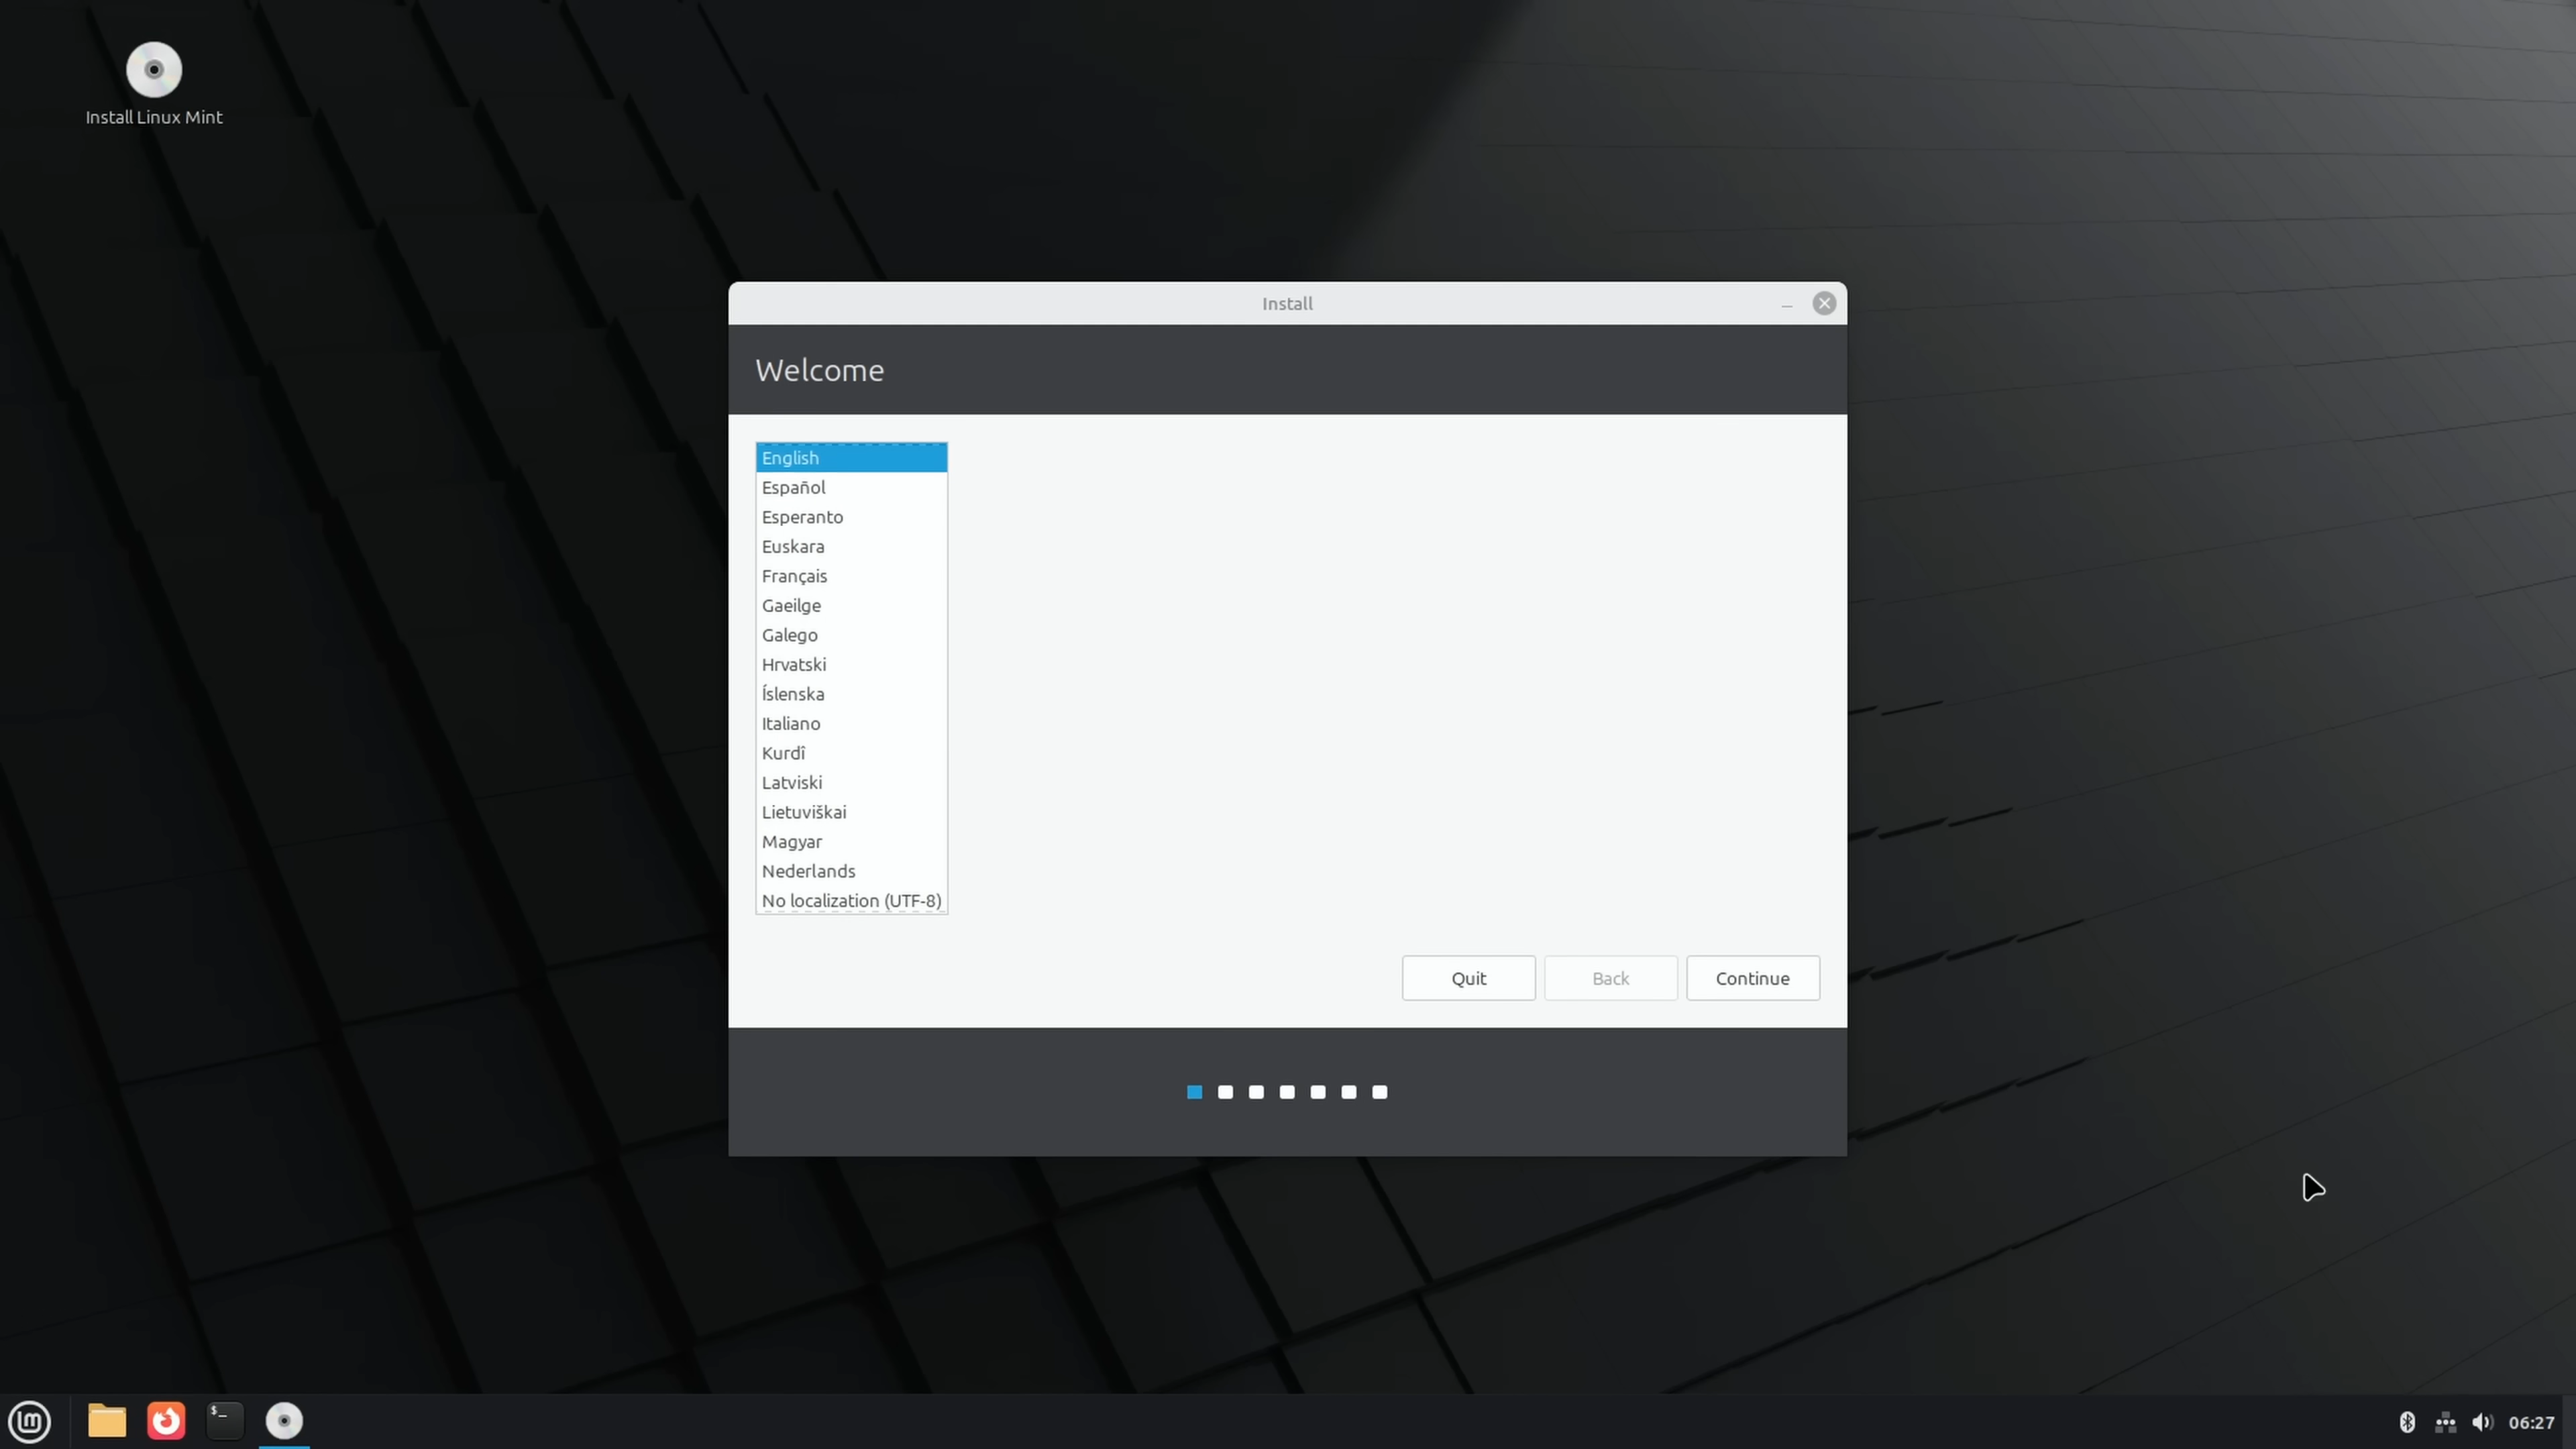 Install Linux Mint
Install
Welcome
English
Español
Esperanto
Euskara
Français
Gaeilge
Galego
Hrvatski
Íslenska
Italiano
Kurdî
Latviski
Lietuviškai
Magyar
Nederlands
No localization (UTF-8)
Quit Back Continue
lm $_ 06:27